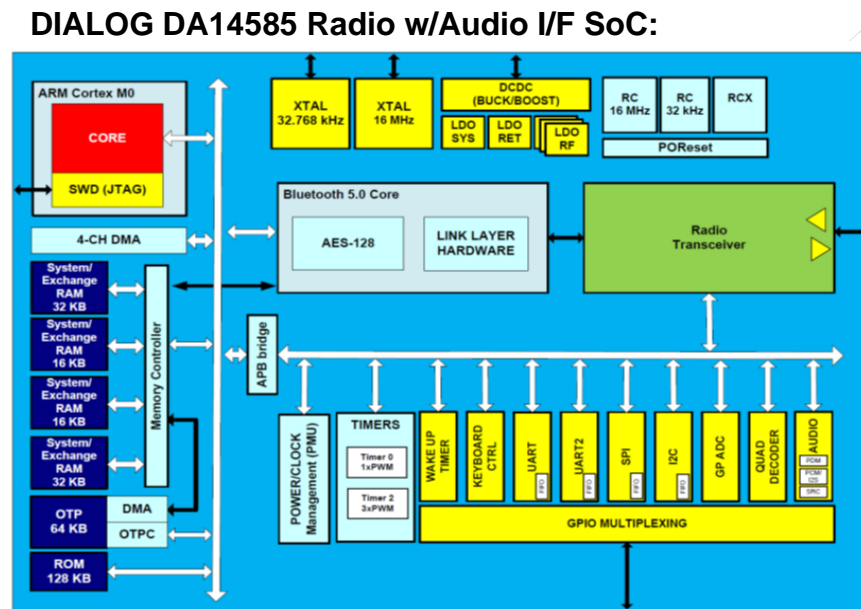 DIALOG DA14585 Radio w/Audio I/F SoC:
ARM Cortex M0
CORE
SWD (JTAG)
XTAL
32.768 kHz
XTAL
16 MHz
DCDC
(BUCK/BOOST)
LDO
SYS
LDO
RET
LDO
RF
RC
16 MHz
RC
32 kHz
RCX
POReset
4-CH DMA
Bluetooth 5.0 Core
AES-128
LINK LAYER
HARDWARE
Radio
Transceiver
System/
Exchange
RAM
32 KB
System/
Exchange
RAM
16 KB
System/
Exchange
RAM
16 KB
System/
Exchange
RAM
32 KB
Memory Controller
OTP
64 KB
DMA
OTPC
ROM
128 KB
APB bridge
POWER/CLOCK
Management (PMU)
TIMERS
Timer 0
1xPWM
Timer 2
3xPWM
WAKE UP
TIMER
KEYBOARD
CTRL
UART
FIFO
UART2
FIFO
SPI
FIFO
I2C
FIFO
GP ADC
QUAD
DECODER
AUDIO
PDM
PCM/
I2S
SRC
GPIO MULTIPLEXING